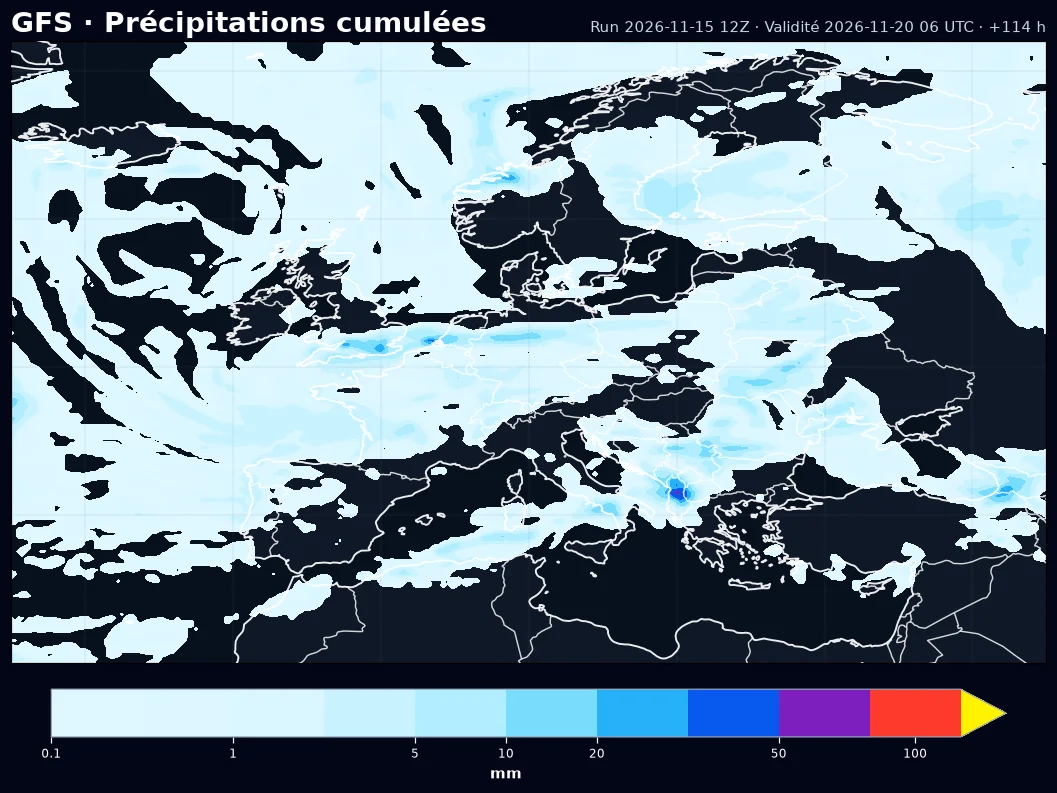 GFS · Précipitations cumulées
Run 2026-11-15 12Z · Validité 2026-11-20 06 UTC · +114 h
0.1 1 5 10 20 50 100
mm